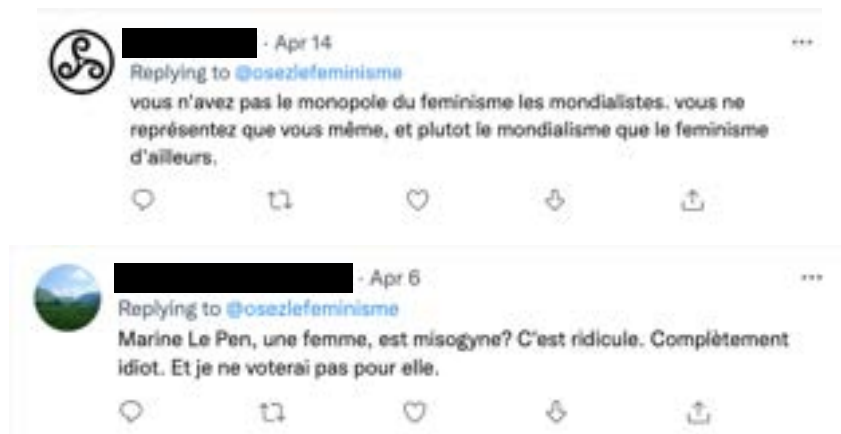 · Apr 14
Replying to @osezlefeminisme
vous n'avez pas le monopole du feminisme les mondialistes. vous ne
représentez que vous même, et plutot le mondialisme que le feminisme
d'ailleurs.
· Apr 6
Replying to @osezlefeminisme
Marine Le Pen, une femme, est misogyne? C'est ridicule. Complètement
idiot. Et je ne voterai pas pour elle.